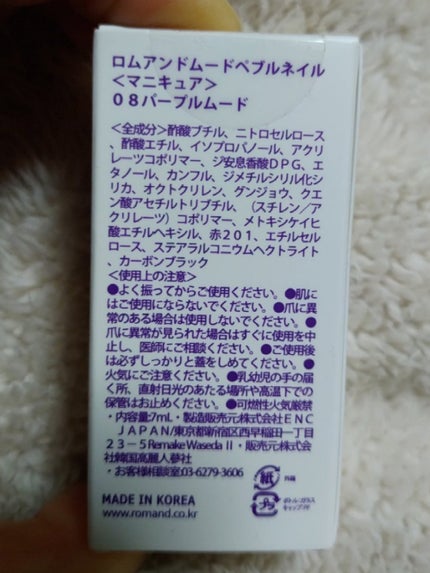 ロムアンドムードペブルネイル
＜マニキュア＞
０８パープルムード
＜全成分＞酢酸ブチル、ニトロセルロース
、酢酸エチル、イソプロパノール、アクリ
レーツコポリマー、ジ安息香酸ＤＰＧ、エ
タノール、カンフル、ジメチルシリル化シ
リカ、オクトクリレン、グンジョウ、クエ
ン酸アセチルトリブチル、（スチレン／ア
クリレーツ）コポリマー、メトキシケイヒ
酸エチルヘキシル、赤２０１、エチルセル
ロース、ステアラルコニウムヘクトライト
、カーボンブラック
＜使用上の注意＞
●よく振ってからご使用ください。●肌に
はご使用にならないでください。●爪に異
常のある場合は使用しないでください。●
爪に異常が見られた場合はすぐに使用を中
止し、医師にご相談ください。●ご使用後
は必ずしっかりと蓋をしめてください。●
火気にご注意ください。●乳幼児の手の届
く所、直射日光のあたる場所や高温下での
保管はお止めください。●可燃性火気厳禁
・内容量:7mL・製造販売元:株式会社ＥＮＣ
ＪＡＰＡＮ/東京都新宿区西早稲田一丁目
２３－５Remake Waseda Ⅱ・販売元:株式会
社韓国高麗人蔘社
・お客様相談室:03-6279-3606
MADE IN KOREA
www.romand.co.kr
紙
外箱
プラ
ボトル:ガラス
キャップ:PP